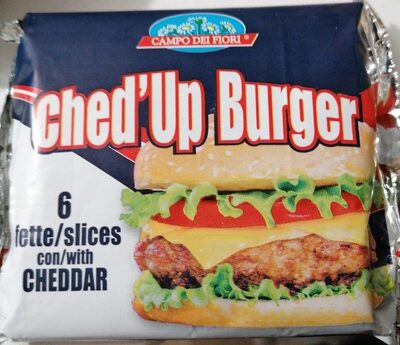 CAMPO DEI FIORI®
Ched'Up Burger
6
fette/slices
con/with
CHEDDAR